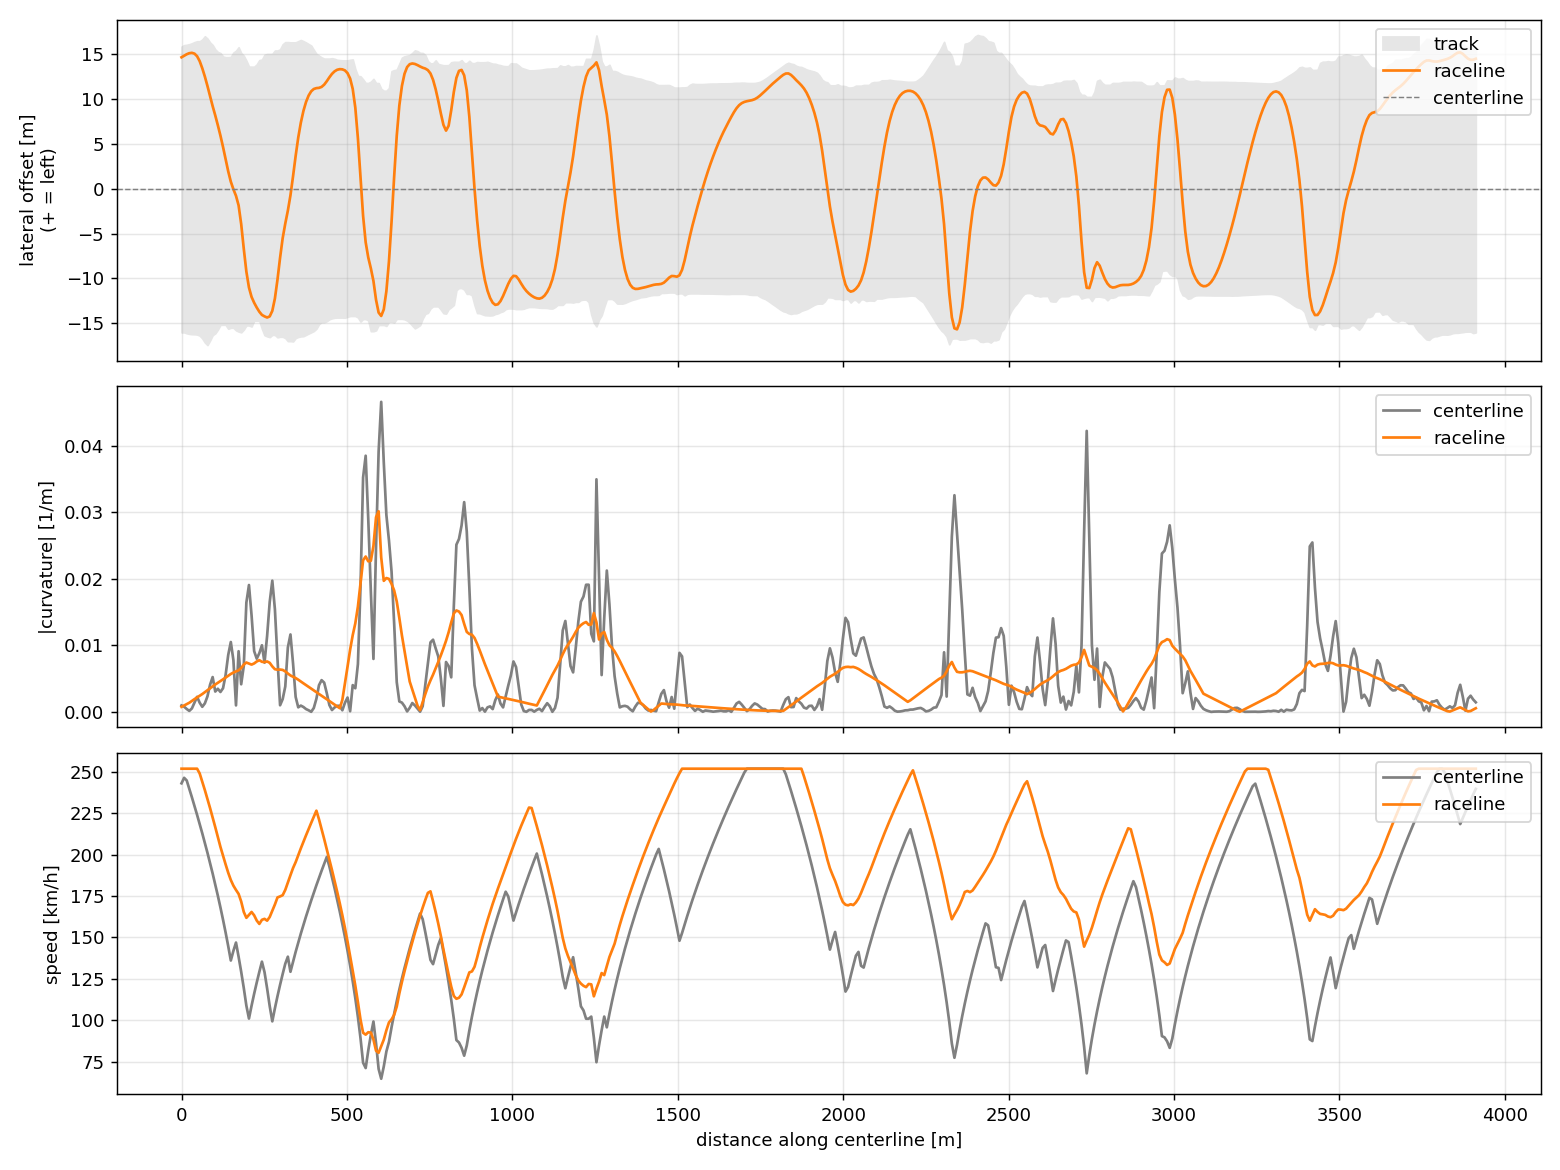 lateral offset [m]
(+ = left)
15
10
5
0
−5
−10
−15
track
raceline
centerline
|curvature| [1/m]
0.04
0.03
0.02
0.01
0.00
centerline
raceline
speed [km/h]
250
225
200
175
150
125
100
75
centerline
raceline
0 500 1000 1500 2000 2500 3000 3500 4000
distance along centerline [m]